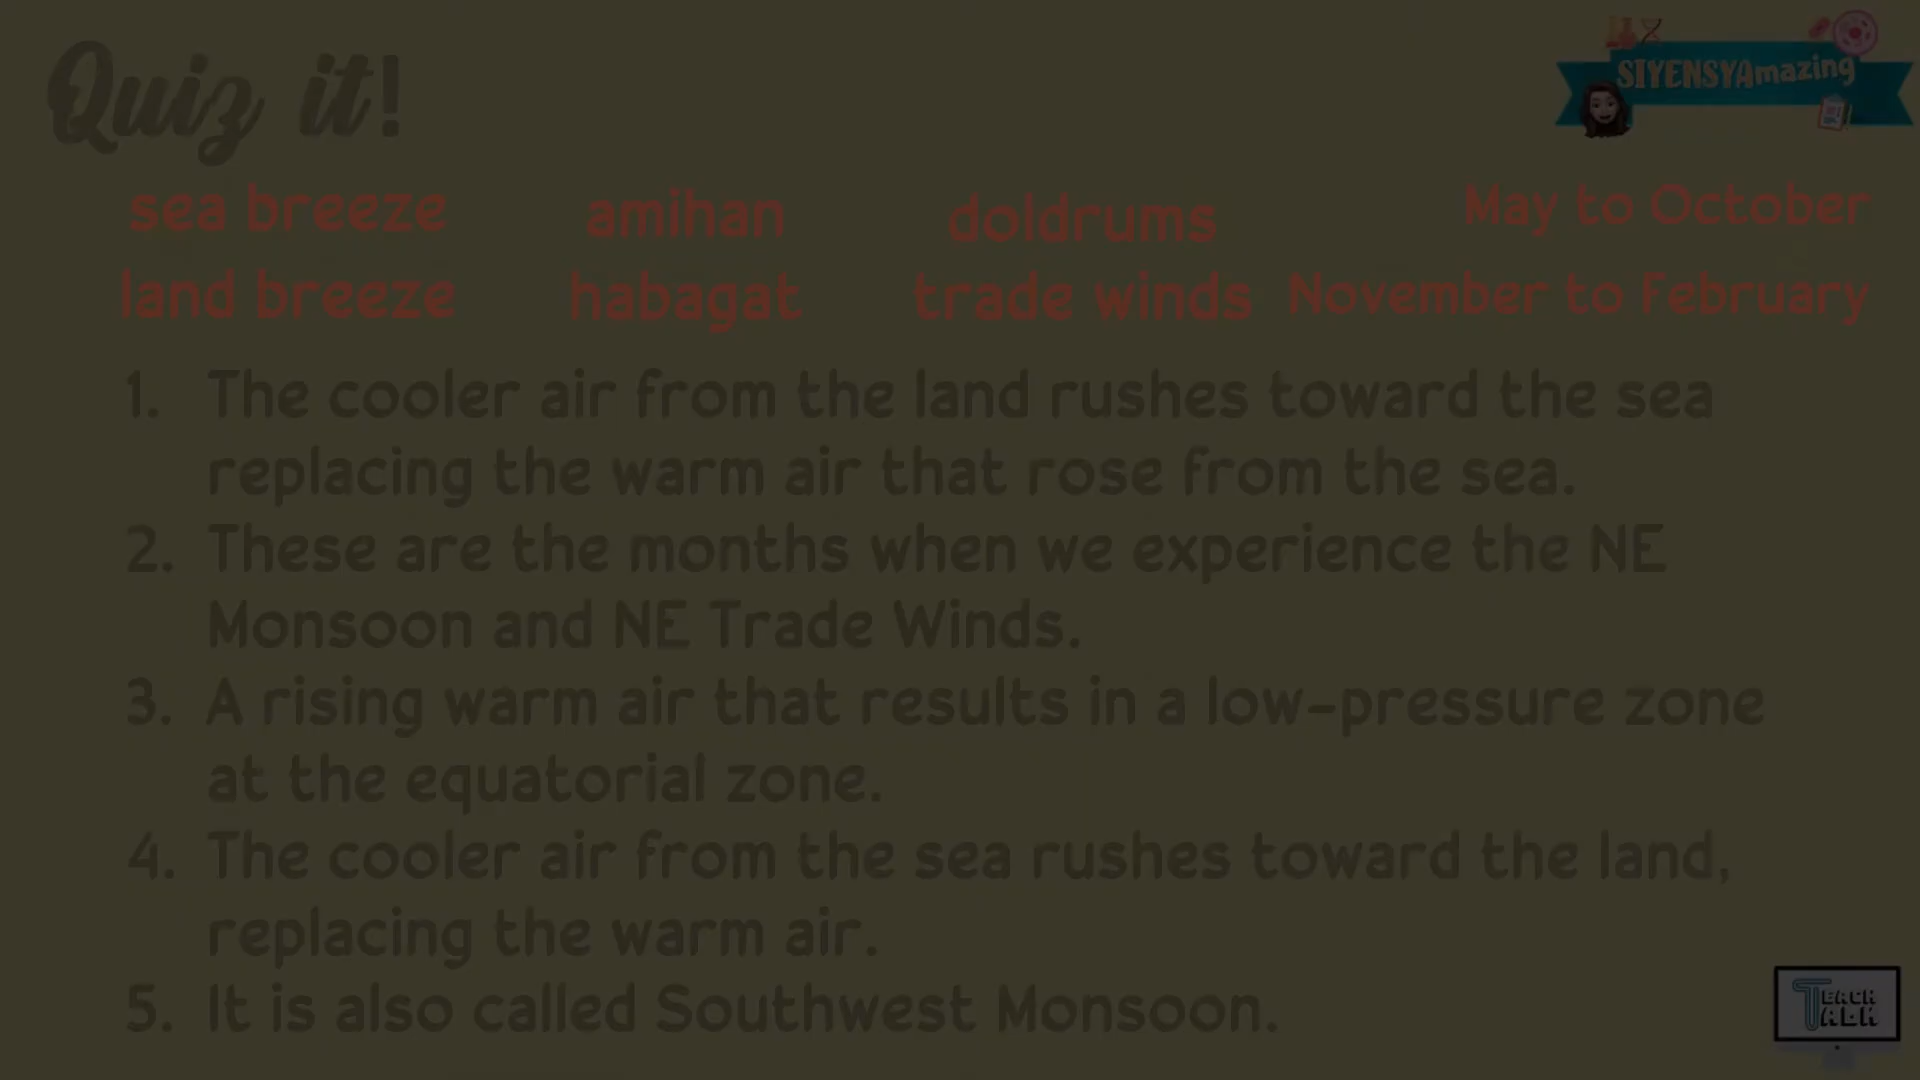 Quiz it!
SIYENSYAmazing
sea breeze amihan doldrums May to October
land breeze habagat trade winds November to February
1. The cooler air from the land rushes toward the sea
replacing the warm air that rose from the sea.
2. These are the months when we experience the NE
Monsoon and NE Trade Winds.
3. A rising warm air that results in a low-pressure zone
at the equatorial zone.
4. The cooler air from the sea rushes toward the land,
replacing the warm air.
5. It is also called Southwest Monsoon.
TEACH
TALK